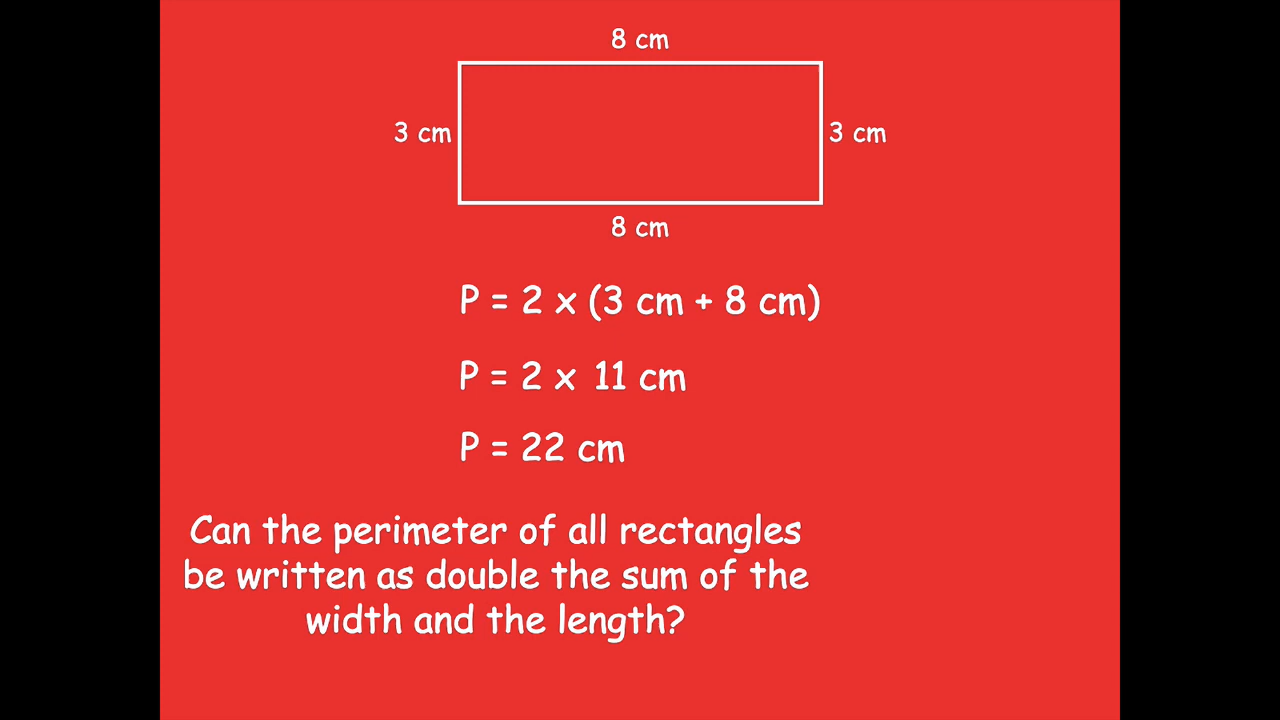 8 cm
3 cm
3 cm
8 cm
P = 2 x (3 cm + 8 cm)
P = 2 x 11 cm
P = 22 cm
Can the perimeter of all rectangles
be written as double the sum of the
width and the length?